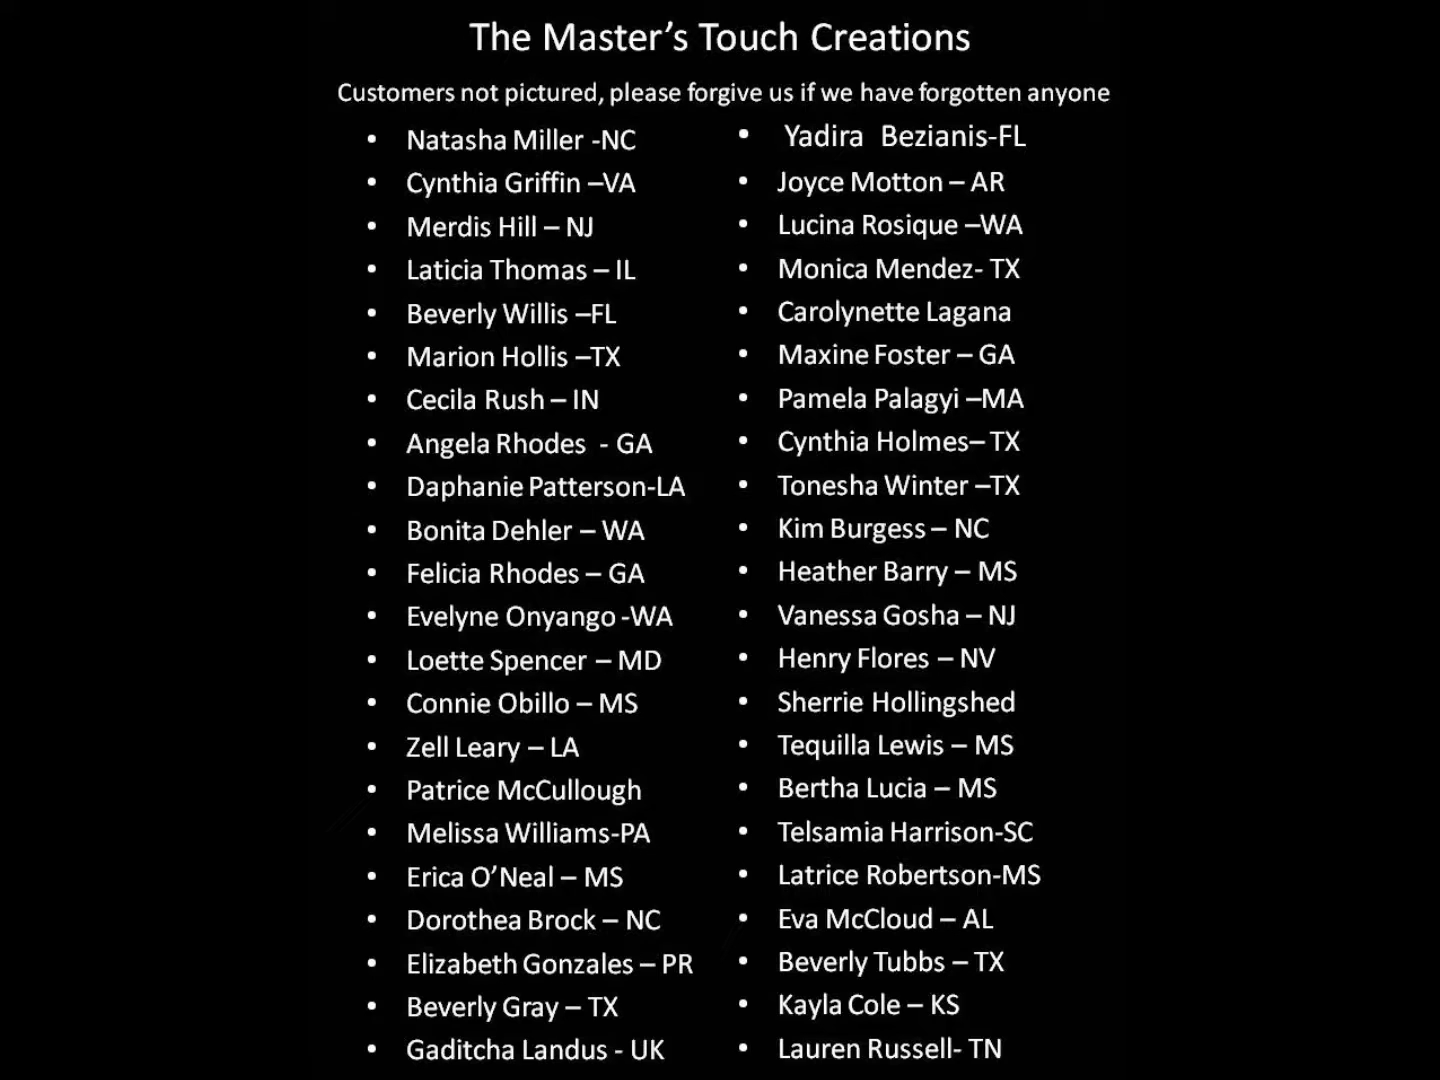 The Master’s Touch Creations
Customers not pictured, please forgive us if we have forgotten anyone
• Natasha Miller -NC
• Cynthia Griffin –VA
• Merdis Hill – NJ
• Laticia Thomas – IL
• Beverly Willis –FL
• Marion Hollis –TX
• Cecila Rush – IN
• Angela Rhodes - GA
• Daphanie Patterson-LA
• Bonita Dehler – WA
• Felicia Rhodes – GA
• Evelyne Onyango -WA
• Loette Spencer – MD
• Connie Obillo – MS
• Zell Leary – LA
• Patrice McCullough
• Melissa Williams-PA
• Erica O’Neal – MS
• Dorothea Brock – NC
• Elizabeth Gonzales – PR
• Beverly Gray – TX
• Gaditcha Landus - UK
• Yadira Bezianis-FL
• Joyce Motton – AR
• Lucina Rosique –WA
• Monica Mendez- TX
• Carolynette Lagana
• Maxine Foster – GA
• Pamela Palagyi –MA
• Cynthia Holmes– TX
• Tonesha Winter –TX
• Kim Burgess – NC
• Heather Barry – MS
• Vanessa Gosha – NJ
• Henry Flores – NV
• Sherrie Hollingshed
• Tequilla Lewis – MS
• Bertha Lucia – MS
• Telsamia Harrison-SC
• Latrice Robertson-MS
• Eva McCloud – AL
• Beverly Tubbs – TX
• Kayla Cole – KS
• Lauren Russell- TN